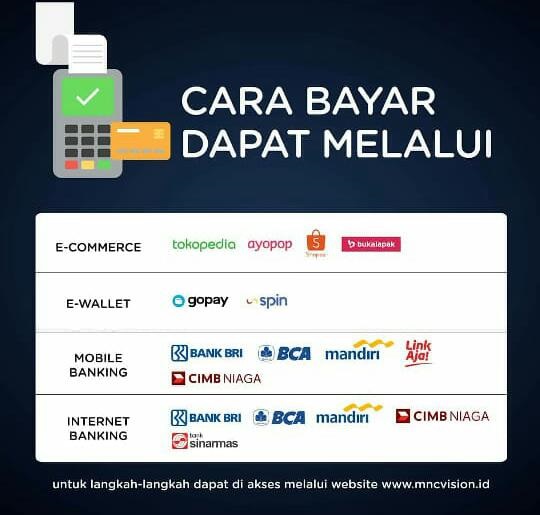 CARA BAYAR
DAPAT MELALUI
E-COMMERCE tokopedia ayopop Shopee bukalapak
E-WALLET gopay spin
MOBILE BANKING BANK BRI BCA mandiri Link Aja!
CIMB NIAGA
INTERNET BANKING BANK BRI BCA mandiri CIMB NIAGA
bank sinarmas
untuk langkah-langkah dapat di akses melalui website www.mncvision.id